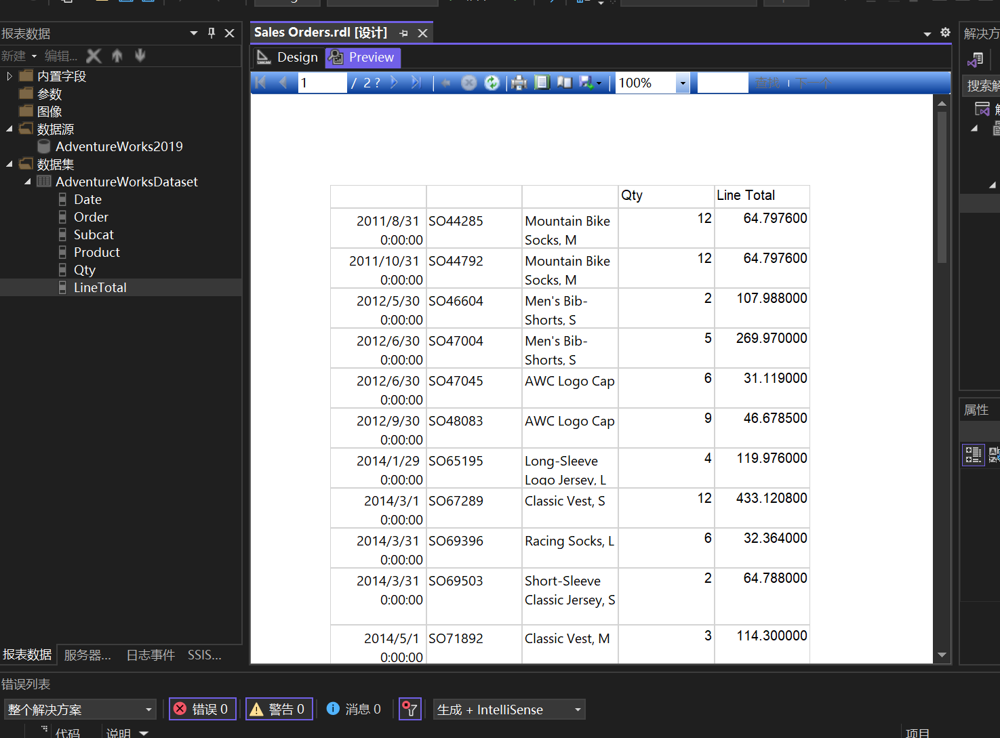 报表数据
新建 编辑...
内置字段
参数
图像
数据源
AdventureWorks2019
数据集
AdventureWorksDataset
Date
Order
Subcat
Product
Qty
LineTotal
报表数据 服务器... 日志事件 SSIS...
Sales Orders.rdl [设计]
Design Preview
1 / 2 ? 100% 查找 | 下
Qty Line Total
2011/8/31 0:00:00 SO44285 Mountain Bike Socks, M 12 64.797600
2011/10/31 0:00:00 SO44792 Mountain Bike Socks, M 12 64.797600
2012/5/30 0:00:00 SO46604 Men's Bib-Shorts, S 2 107.988000
2012/6/30 0:00:00 SO47004 Men's Bib-Shorts, S 5 269.970000
2012/6/30 0:00:00 SO47045 AWC Logo Cap 6 31.119000
2012/9/30 0:00:00 SO48083 AWC Logo Cap 9 46.678500
2014/1/29 0:00:00 SO65195 Long-Sleeve Logo Jersey, L 4 119.976000
2014/3/1 0:00:00 SO67289 Classic Vest, S 12 433.120800
2014/3/31 0:00:00 SO69396 Racing Socks, L 6 32.364000
2014/3/31 0:00:00 SO69503 Short-Sleeve Classic Jersey, S 2 64.788000
2014/5/1 0:00:00 SO71892 Classic Vest, M 3 114.300000
解决方
搜索解
属性
错误列表
整个解决方案 错误 0 警告 0 消息 0 生成 + IntelliSense
代码 说明 项目